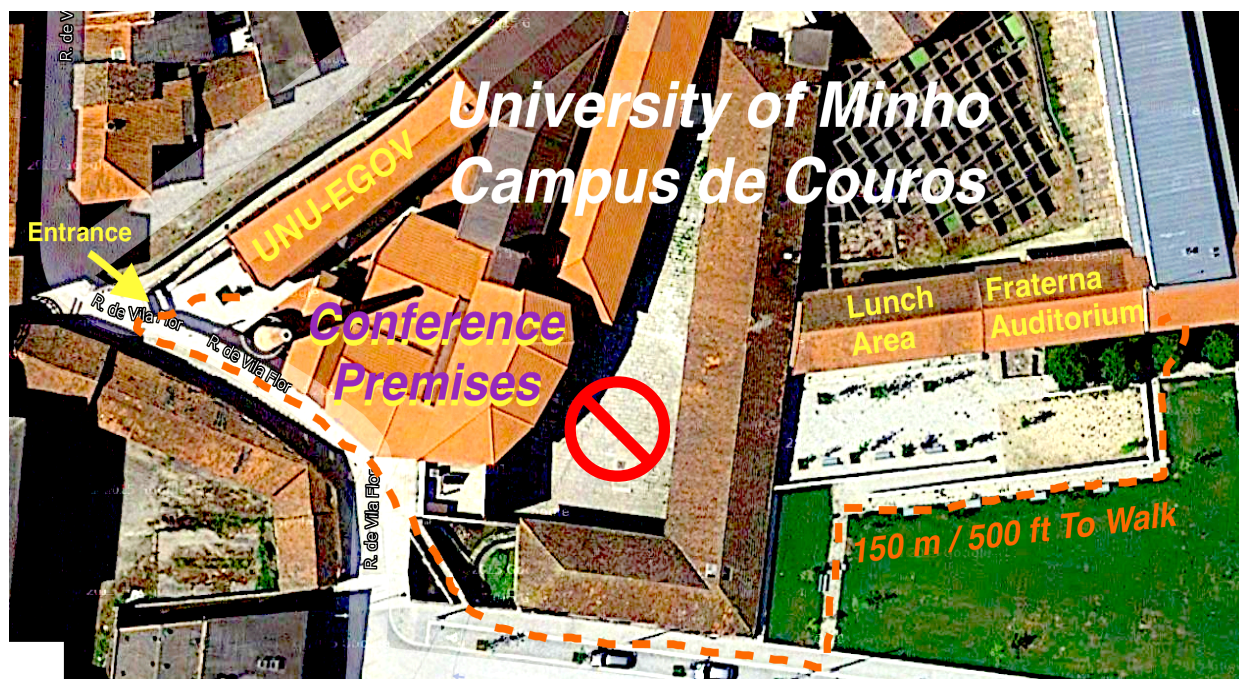 R. de V
University of Minho
Campus de Couros
UNU-EGOV
Entrance
R. de Vila Flor
R. de Vila Flor
Conference
Premises
Lunch
Area
Fraterna
Auditorium
R. de Vila Flor
150 m / 500 ft To Walk